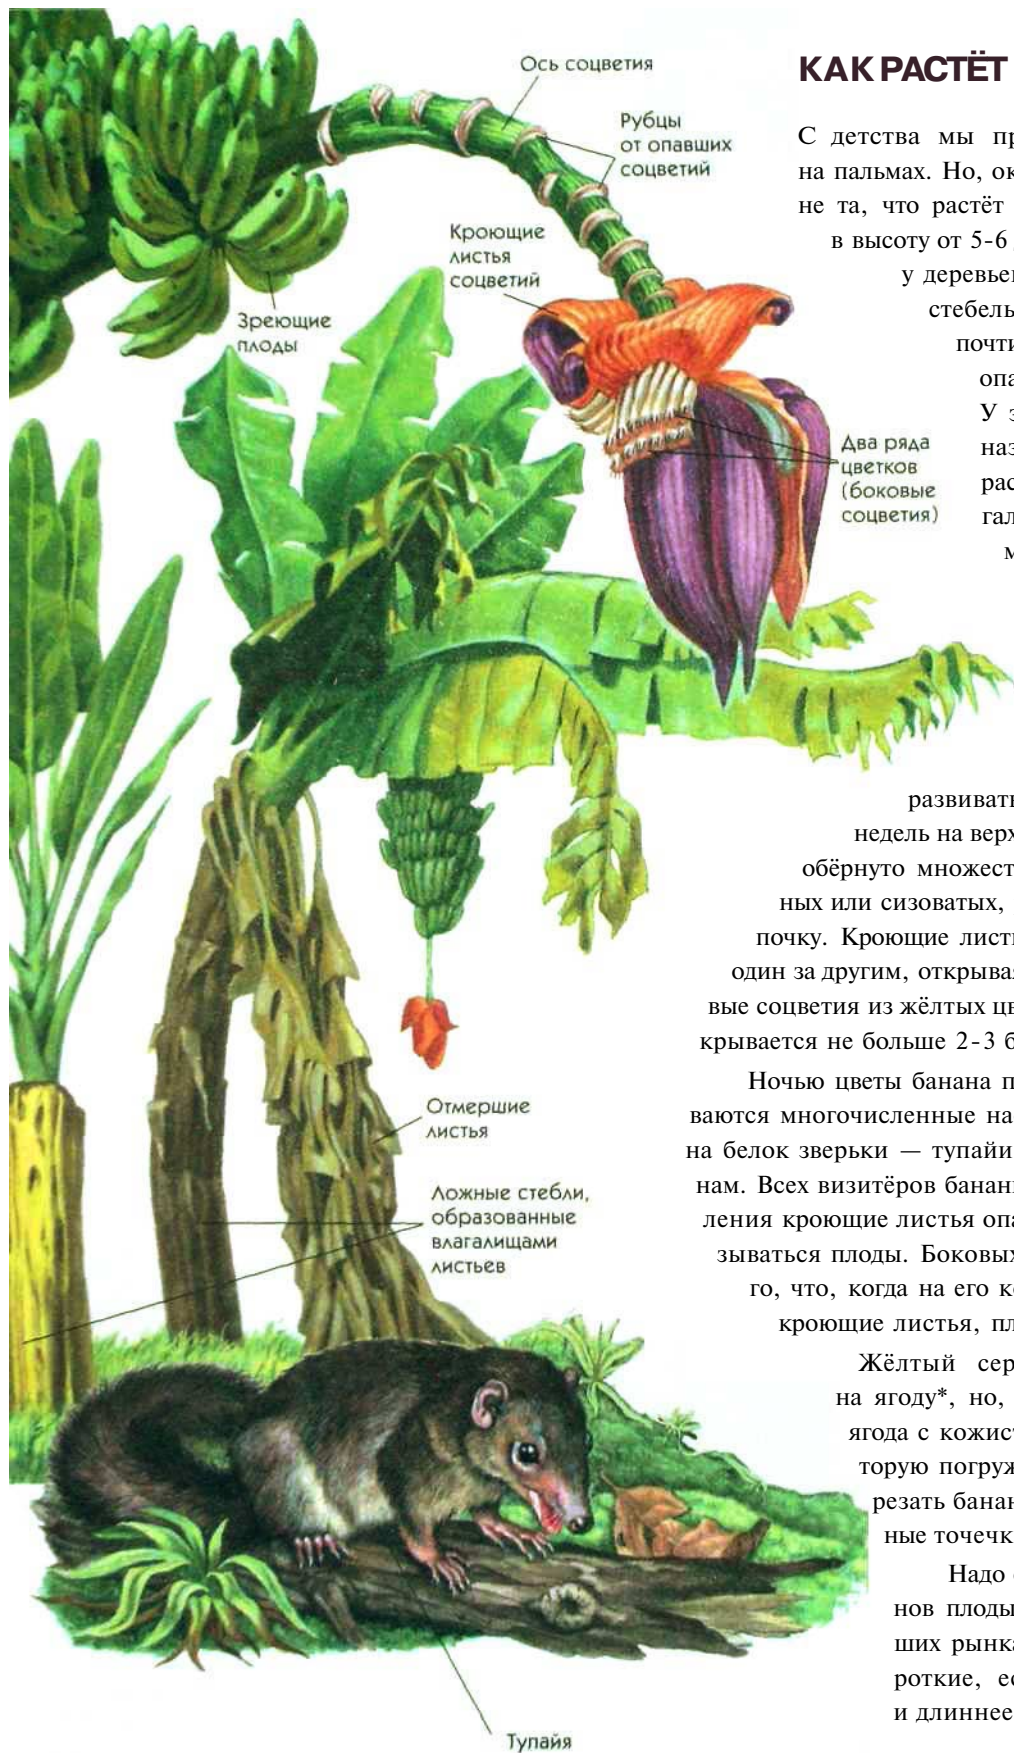 Ось соцветия
Рубцы
от опавших
соцветий
Кроющие
листья
соцветий
Зреющие
плоды
Два ряда
цветков
(боковые
соцветия)
Отмершие
листья
Ложные стебли,
образованные
влагалищами
листьев
Тупайя
КАК РАСТЁТ
С детства мы пр
на пальмах. Но, ок
не та, что растёт
в высоту от 5-6
у деревьев
стебель
почти
опа
У з
наз
рас
гал
м
развивать
недель на верх
обёрнуто множест
ных или сизоватых,
почку. Кроющие лист
один за другим, открыва
вые соцветия из жёлтых цв
крывается не больше 2-3 б
Ночью цветы банана п
ваются многочисленные на
на белок зверьки — тупайи
нам. Всех визитёров банан
ления кроющие листья опа
зываться плоды. Боковых
го, что, когда на его к
кроющие листья, пл
Жёлтый сер
на ягоду*, но,
ягода с кожист
торую погруж
резать банан
ные точечк
Надо
нов плоды
ших рынка
роткие, ес
и длиннее